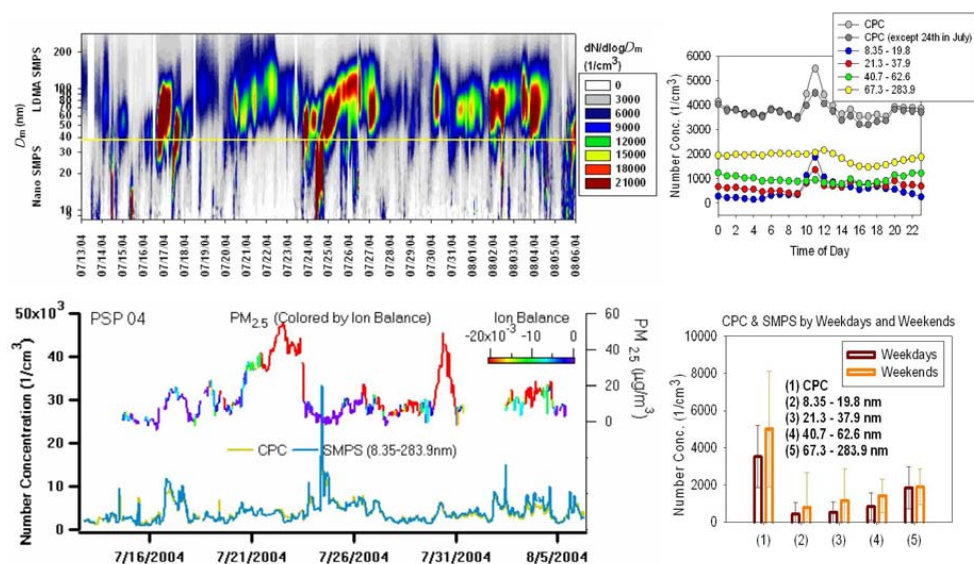 LDMA SMPS
Nano SMPS
Dm (nm)
200
100
90
80
70
60
50
40
30
20
10
07/13/04
07/14/04
07/15/04
07/16/04
07/17/04
07/18/04
07/19/04
07/20/04
07/21/04
07/22/04
07/23/04
07/24/04
07/25/04
07/26/04
07/27/04
07/28/04
07/29/04
07/30/04
07/31/04
08/01/04
08/02/04
08/03/04
08/04/04
08/05/04
08/06/04
dN/dlog/Dm
(1/cm³)
0
3000
6000
9000
12000
15000
18000
21000
CPC
CPC (except 24th in July)
8.35 - 19.8
21.3 - 37.9
40.7 - 62.6
67.3 - 283.9
Number Conc. (1/cm³)
6000
5000
4000
3000
2000
1000
0
0 2 4 6 8 10 12 14 16 18 20 22
Time of Day
PSP 04
PM2.5 (Colored by Ion Balance)
Ion Balance
-20x10⁻³ -10 0
Number Concentration (1/cm³)
50x10³
40
30
20
10
0
60
40
20
0
PM 2.5 (µg/m³)
CPC SMPS (8.35-283.9nm)
7/16/2004 7/21/2004 7/26/2004 7/31/2004 8/5/2004
CPC & SMPS by Weekdays and Weekends
Number Conc. (1/cm³)
10000
8000
6000
4000
2000
0
Weekdays
Weekends
(1) CPC
(2) 8.35 - 19.8 nm
(3) 21.3 - 37.9 nm
(4) 40.7 - 62.6 nm
(5) 67.3 - 283.9 nm
(1) (2) (3) (4) (5)